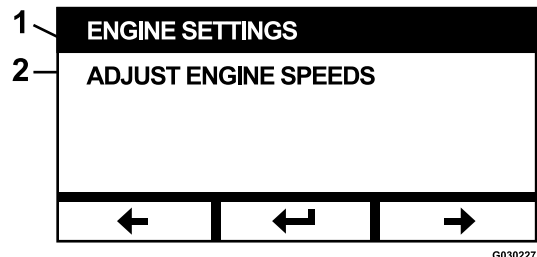 1
ENGINE SETTINGS
2
ADJUST ENGINE SPEEDS
G030227